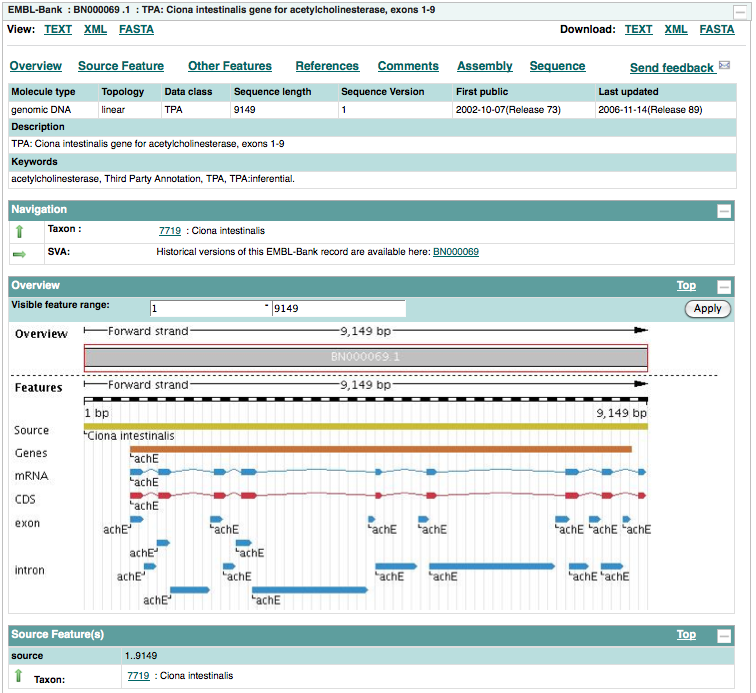 EMBL-Bank : BN000069 .1 : TPA: Ciona intestinalis gene for acetylcholinesterase, exons 1-9
View: TEXT XML FASTA Download: TEXT XML FASTA
Overview Source Feature Other Features References Comments Assembly Sequence Send feedback
Molecule type Topology Data class Sequence length Sequence Version First public Last updated
genomic DNA linear TPA 9149 1 2002-10-07(Release 73) 2006-11-14(Release 89)
Description
TPA: Ciona intestinalis gene for acetylcholinesterase, exons 1-9
Keywords
acetylcholinesterase, Third Party Annotation, TPA, TPA:inferential.
Navigation
Taxon : 7719 : Ciona intestinalis
SVA: Historical versions of this EMBL-Bank record are available here: BN000069
Overview Top
Visible feature range: 1 - 9149
Apply
Overview Forward strand 9,149 bp
BN000069.1
Features Forward strand 9,149 bp
1 bp 9,149 bp
Source
Ciona intestinalis
Genes
achE
mRNA
achE
CDS
achE
exon
achE achE achE achE achE achE achE
achE achE
intron
achE achE achE achE achE achE
achE achE
Source Feature(s) Top
source 1..9149
Taxon: 7719 : Ciona intestinalis